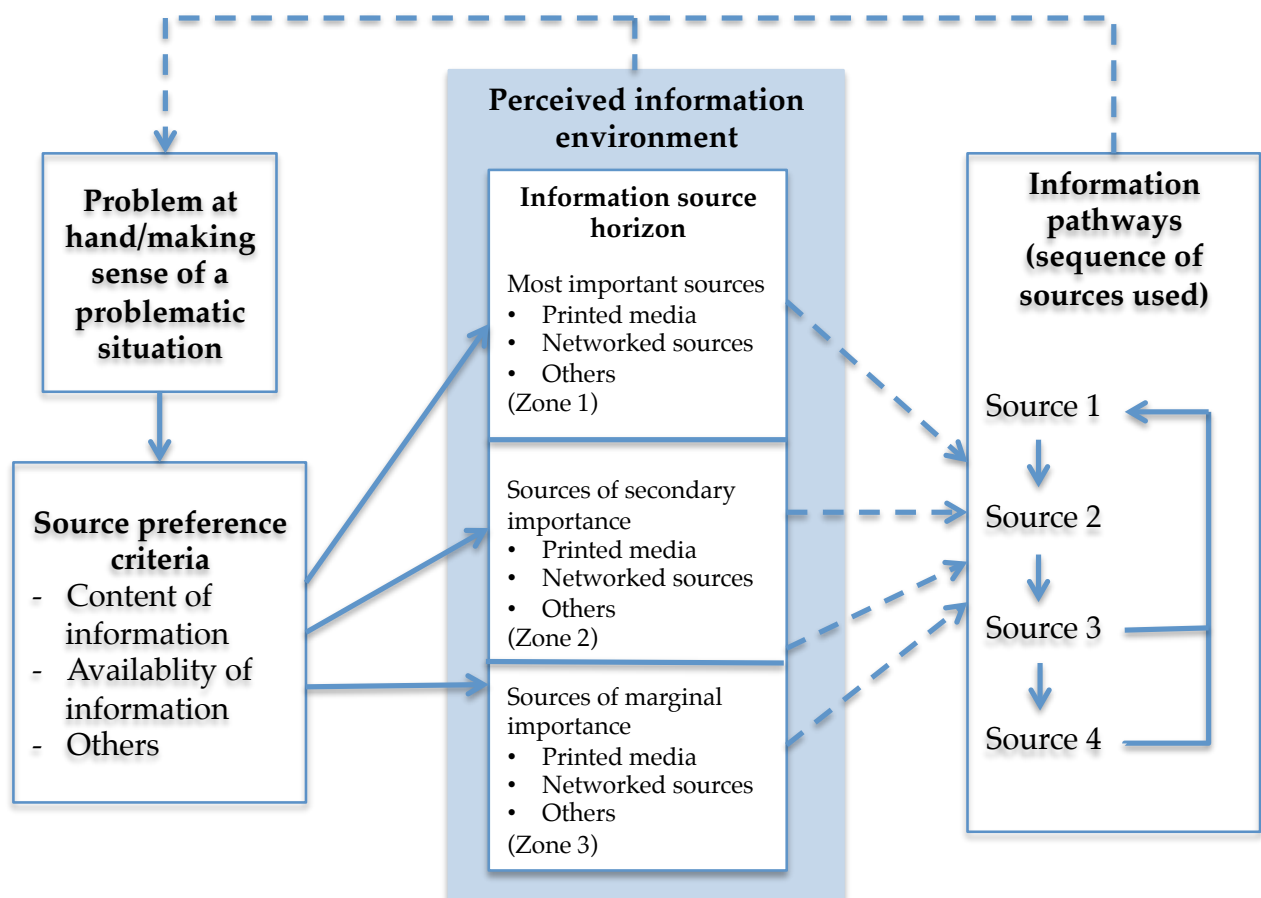 Perceived information
environment
Problem at
hand/making
sense of a
problematic
situation
Source preference
criteria
- Content of
information
- Availablity of
information
- Others
Information source
horizon
Most important sources
• Printed media
• Networked sources
• Others
(Zone 1)
Sources of secondary
importance
• Printed media
• Networked sources
• Others
(Zone 2)
Sources of marginal
importance
• Printed media
• Networked sources
• Others
(Zone 3)
Information
pathways
(sequence of
sources used)
Source 1
Source 2
Source 3
Source 4